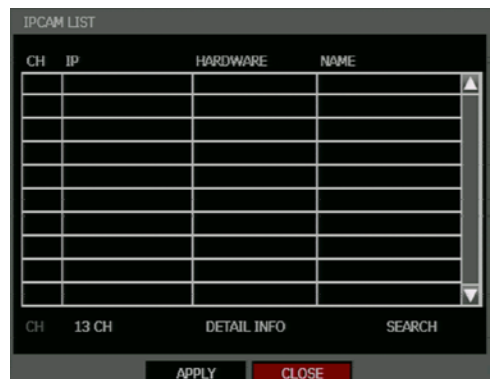 IPCAM LIST
CH IP HARDWARE NAME
CH 13 CH DETAIL INFO SEARCH
APPLY CLOSE